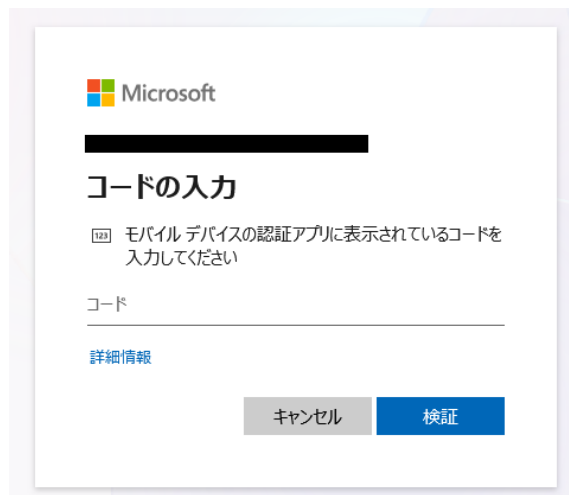 Microsoft
コードの入力
123 モバイル デバイスの認証アプリに表示されているコードを
入力してください
コード
詳細情報
キャンセル 検証